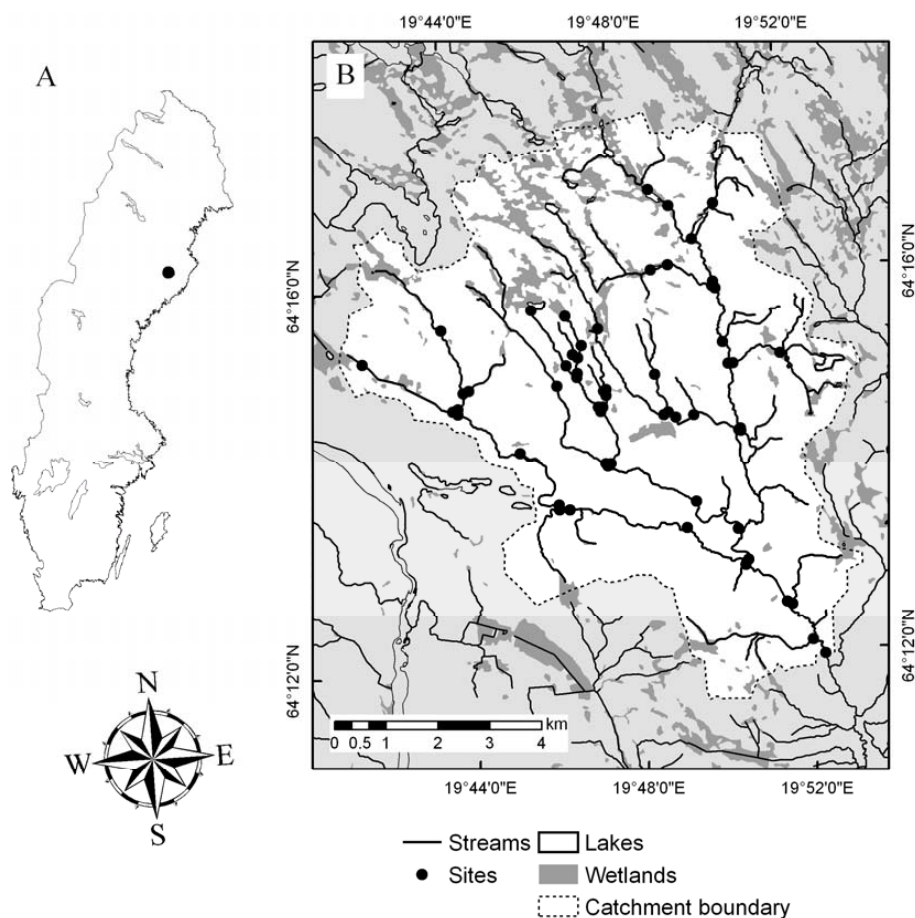 A
B
19°44'0"E 19°48'0"E 19°52'0"E
64°16'0"N
64°12'0"N
64°16'0"N
64°12'0"N
N
W E
S
km
0 0.5 1 2 3 4
19°44'0"E 19°48'0"E 19°52'0"E
Streams Lakes
Sites Wetlands
Catchment boundary